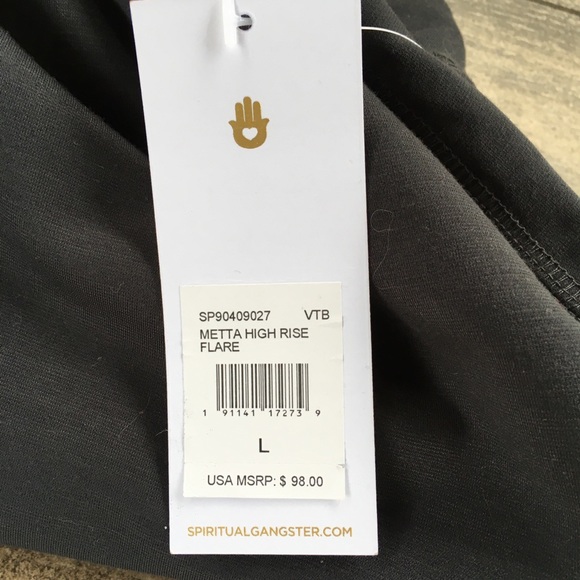 SP90409027 VTB
METTA HIGH RISE
FLARE
1 91141 17273 9
L
USA MSRP: $ 98.00
SPIRITUALGANGSTER.COM